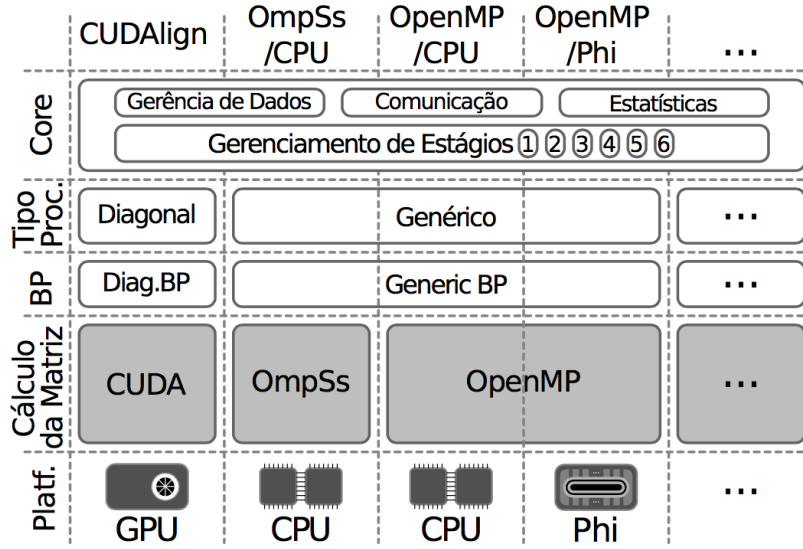 CUDAlign
OmpSs
/CPU
OpenMP
/CPU
OpenMP
/Phi
...
Core
Gerência de Dados
Comunicação
Estatísticas
Gerenciamento de Estágios 1 2 3 4 5 6
Tipo
Proc.
Diagonal
Genérico
...
BP
Diag.BP
Generic BP
...
Cálculo
da Matriz
CUDA
OmpSs
OpenMP
...
Platf.
GPU
CPU
CPU
Phi
...